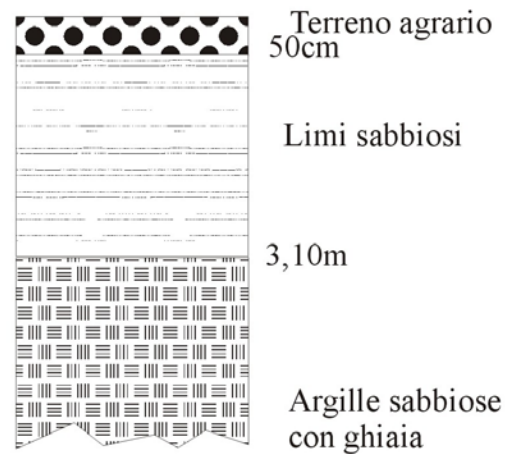 Terreno agrario
50cm
Limi sabbiosi
3,10m
Argille sabbiose
con ghiaia